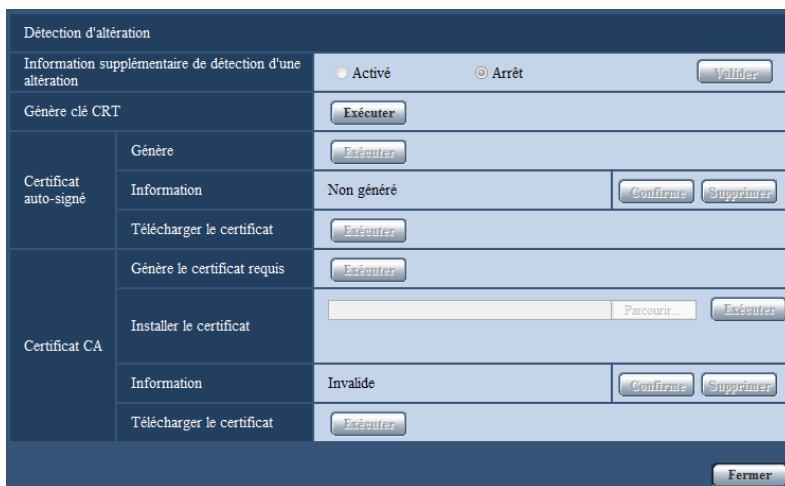 Détection d'altération
Information supplémentaire de détection d'une
altération
Activé
Arrêt
Valider
Génère clé CRT
Exécuter
Certificat
auto-signé
Génère
Exécuter
Information
Non généré
Confirme
Supprimer
Télécharger le certificat
Exécuter
Certificat CA
Génère le certificat requis
Exécuter
Installer le certificat
Parcourir...
Exécuter
Information
Invalide
Confirme
Supprimer
Télécharger le certificat
Exécuter
Fermer